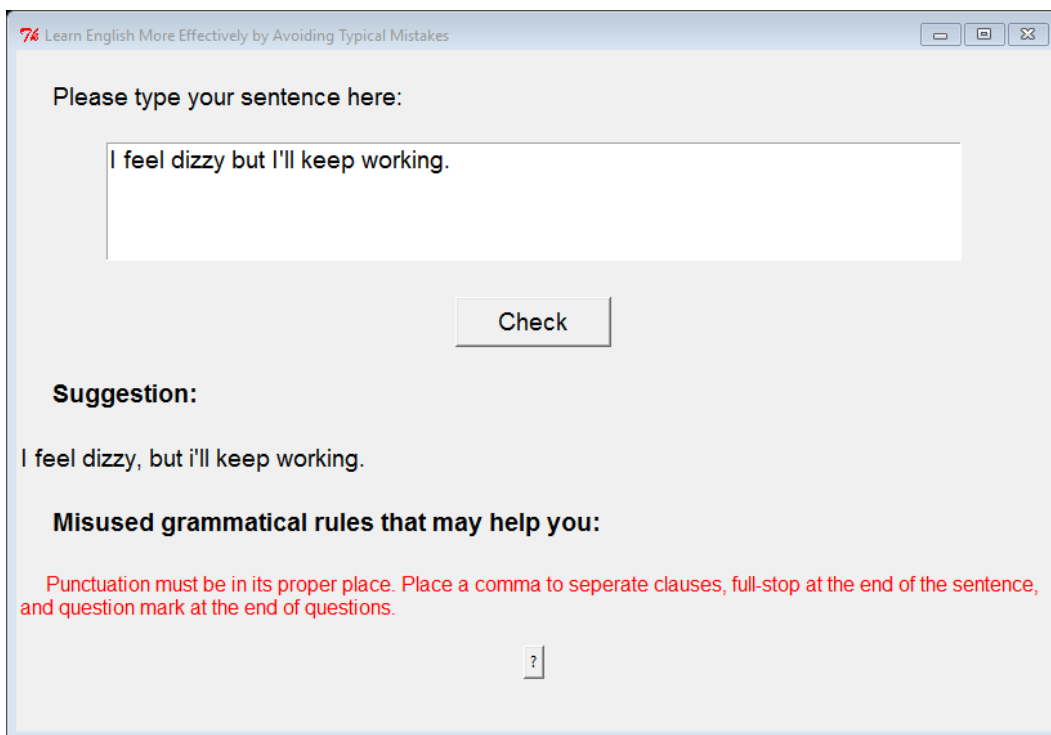 Learn English More Effectively by Avoiding Typical Mistakes
Please type your sentence here:
I feel dizzy but I'll keep working.
Check
Suggestion:
I feel dizzy, but i'll keep working.
Misused grammatical rules that may help you:
Punctuation must be in its proper place. Place a comma to seperate clauses, full-stop at the end of the sentence,
and question mark at the end of questions.
?